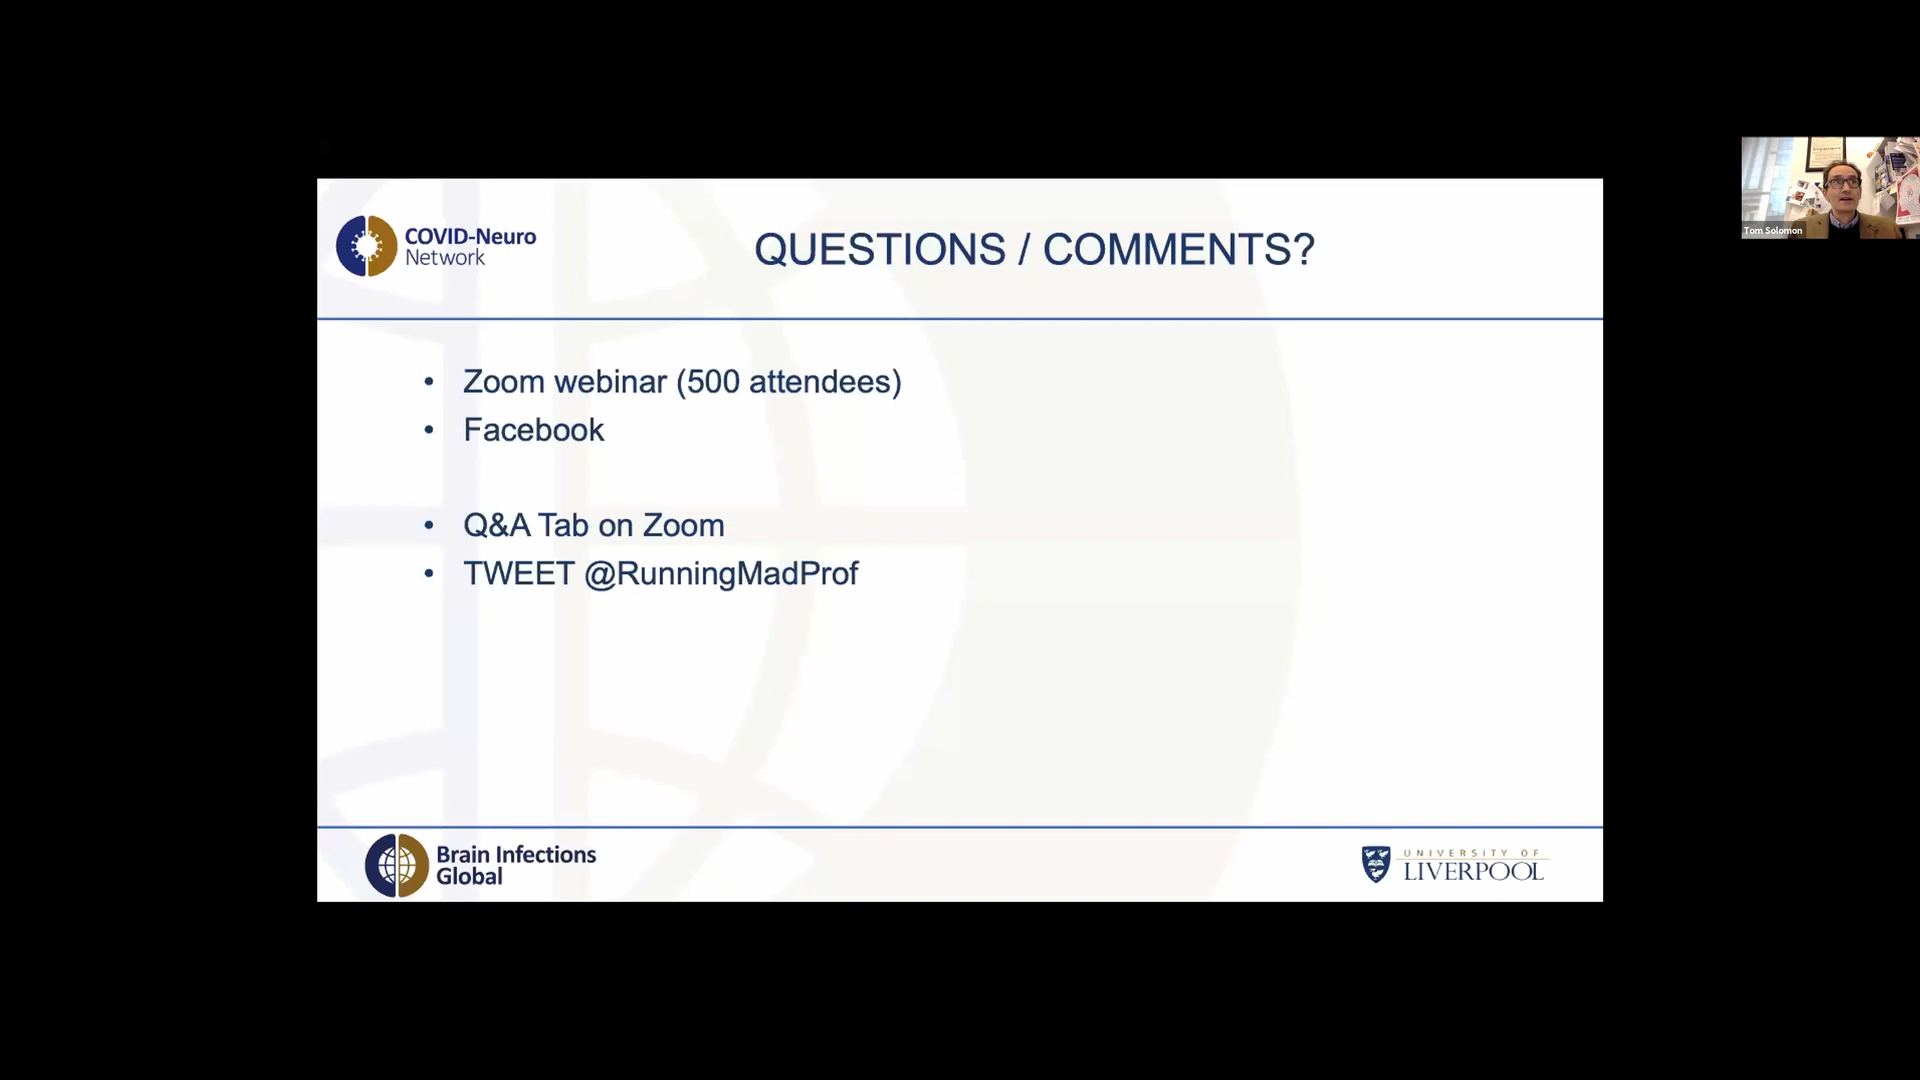 COVID-Neuro
Network
QUESTIONS / COMMENTS?
Tom Solomon
• Zoom webinar (500 attendees)
• Facebook
• Q&A Tab on Zoom
• TWEET @RunningMadProf
Brain Infections
Global
UNIVERSITY OF
LIVERPOOL